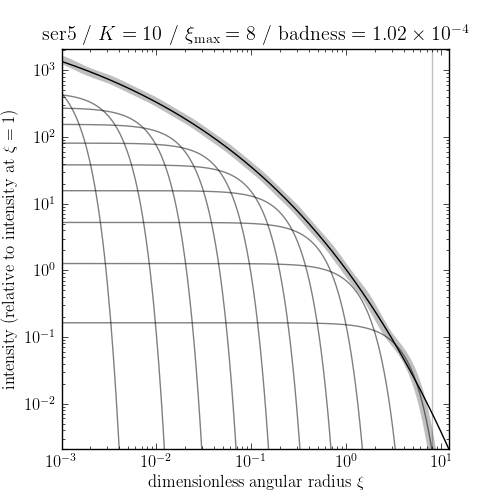 ser5 / K = 10 / ξmax = 8 / badness = 1.02 × 10⁻⁴
intensity (relative to intensity at ξ = 1)
10³
10²
10¹
10⁰
10⁻¹
10⁻²
10⁻³ 10⁻² 10⁻¹ 10⁰ 10¹
dimensionless angular radius ξ